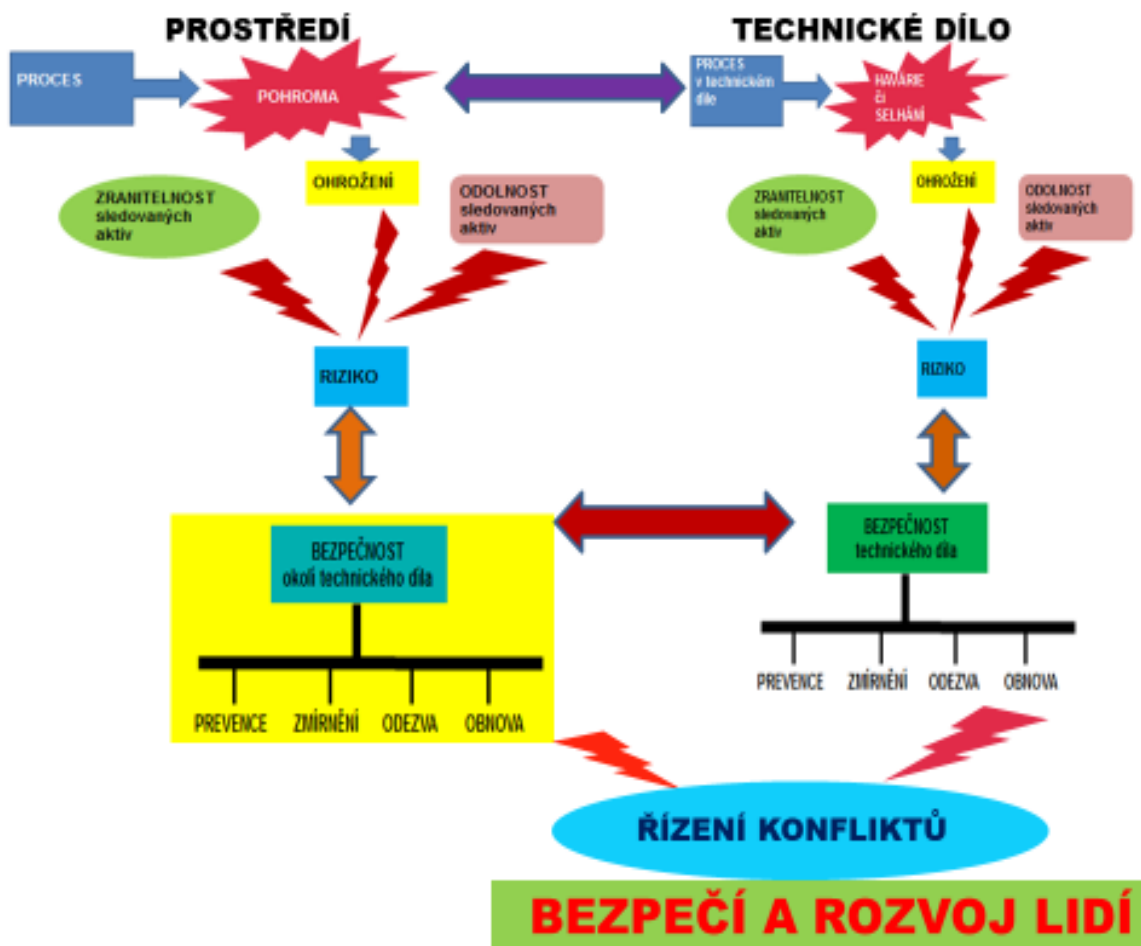 PROSTŘEDÍ
TECHNICKÉ DÍLO
PROCES
POHROMA
PROCES
v technickém
díle
HAVÁRIE
ČI
SELHÁNÍ
OHROŽENÍ
ZRANITELNOST
sledovaných
aktiv
ODOLNOST
sledovaných
aktiv
OHROŽENÍ
ZRANITELNOST
sledovaných
aktiv
ODOLNOST
sledovaných
aktiv
RIZIKO
RIZIKO
BEZPEČNOST
okolí technického díla
BEZPEČNOST
technického díla
PREVENCE ZMÍRNĚNÍ ODEZVA OBNOVA
PREVENCE ZMÍRNĚNÍ ODEZVA OBNOVA
ŘÍZENÍ KONFLIKTŮ
BEZPEČÍ A ROZVOJ LIDÍ